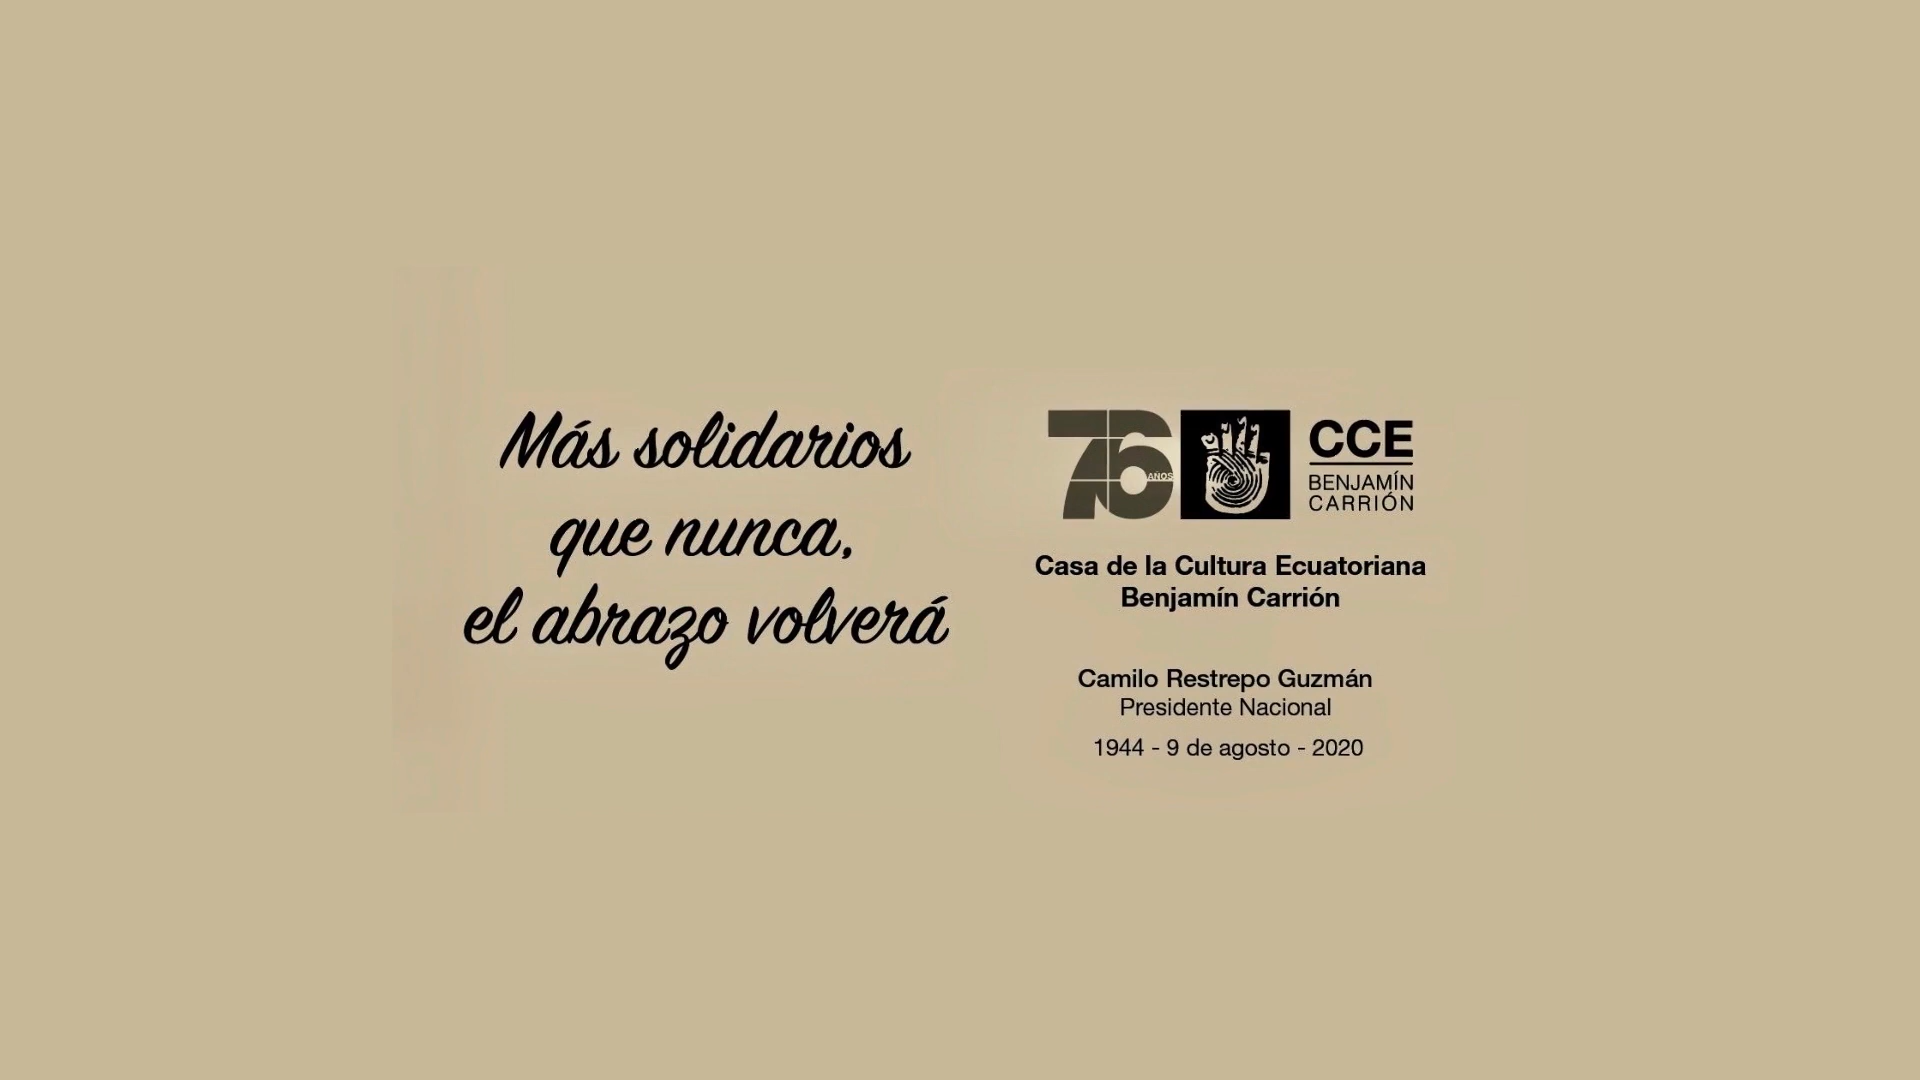 Más solidarios
que nunca,
el abrazo volverá
76 AÑOS
CCE
BENJAMÍN
CARRIÓN
Casa de la Cultura Ecuatoriana
Benjamín Carrión
Camilo Restrepo Guzmán
Presidente Nacional
1944 - 9 de agosto - 2020